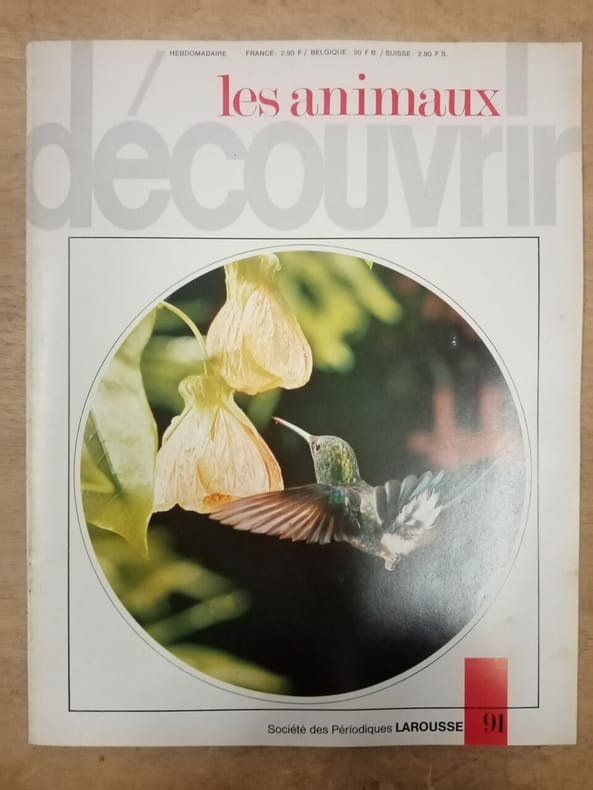 HEBDOMADAIRE FRANCE : 2.90 F / BELGIQUE : 30 F B. / SUISSE : 2.90 F S.
les animaux
découvrir
Société des Périodiques LAROUSSE 91